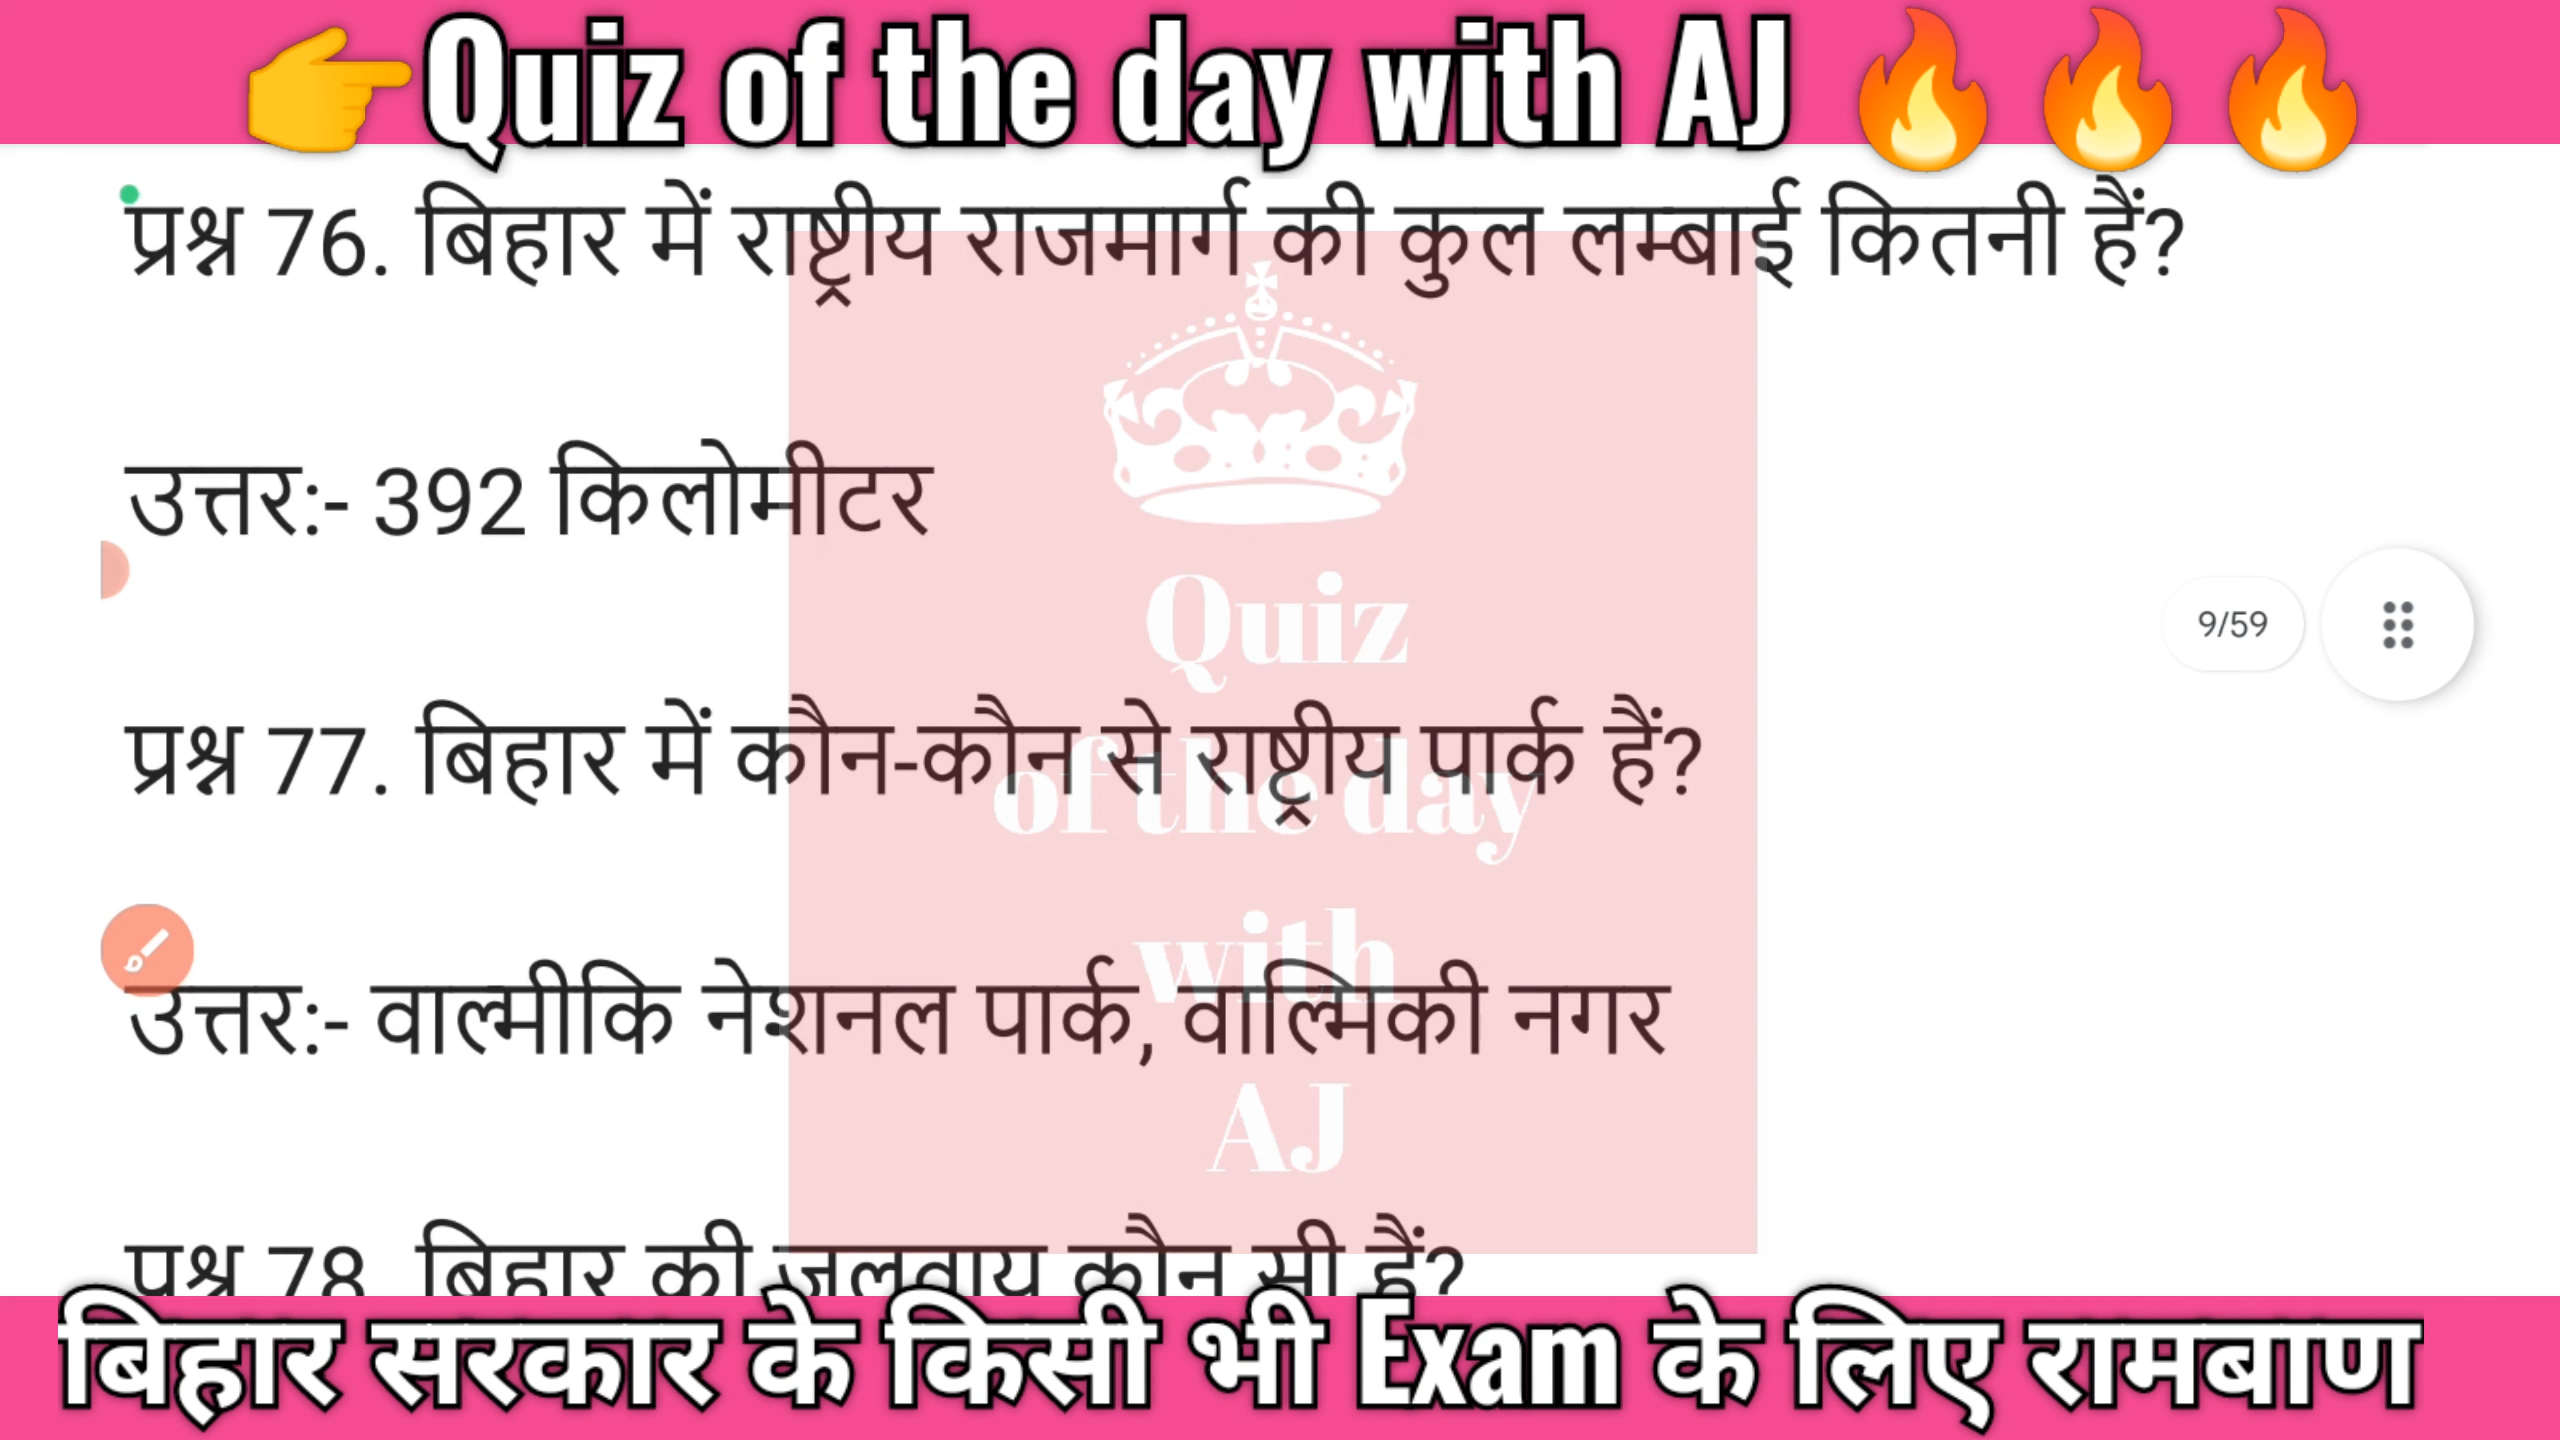 👉Quiz of the day with AJ 🔥🔥🔥
प्रश्न 76. बिहार में राष्ट्रीय राजमार्ग की कुल लम्बाई कितनी हैं?
उत्तर:- 392 किलोमीटर
Quiz
9/59
प्रश्न 77. बिहार में कौन-कौन से राष्ट्रीय पार्क हैं?
of the day
with
उत्तर:- वाल्मीकि नेशनल पार्क, वाल्मिकी नगर
AJ
प्रश्न 78. बिहार की जलवायु कौन सी हैं?
बिहार सरकार के किसी भी Exam के लिए रामबाण